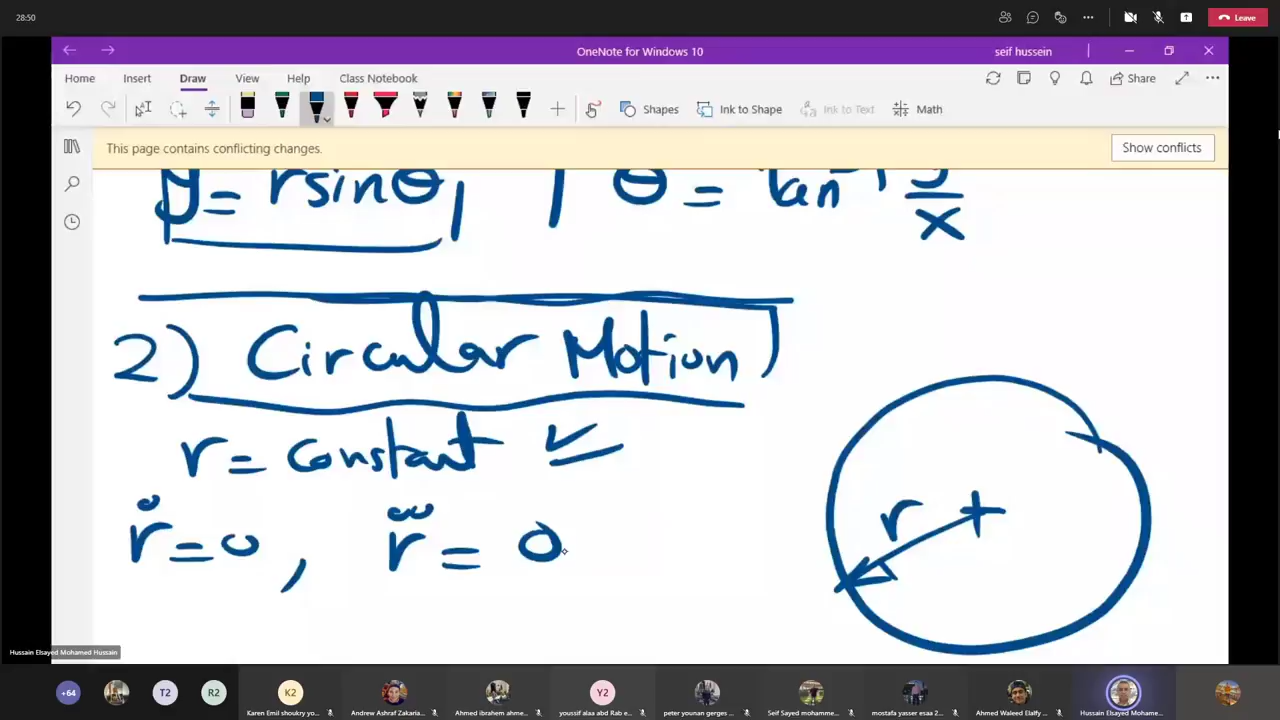 28:50
Leave
OneNote for Windows 10
seif hussein
Home Insert Draw View Help Class Notebook
Share
Shapes Ink to Shape Ink to Text Math
This page contains conflicting changes.
Show conflicts
y = r sinθ, θ = tan⁻¹ y/x
2) Circular Motion
r = constant ✓
ṙ = 0 , r̈ = 0
r
Hussain Elsayed Mohamed Hussain
+64 T2 R2 K2 Y2
Karem Emil shoukry yo... Andrew Ashraf Zakaria... Ahmed ibrahem ahme... youssif alaa abd Rab e... peter younan gerges ... Seif Sayed mohamme... mostafa yasser esaa 2... Ahmed Waleed Elalfy ... Hussain Elsayed Mohame...